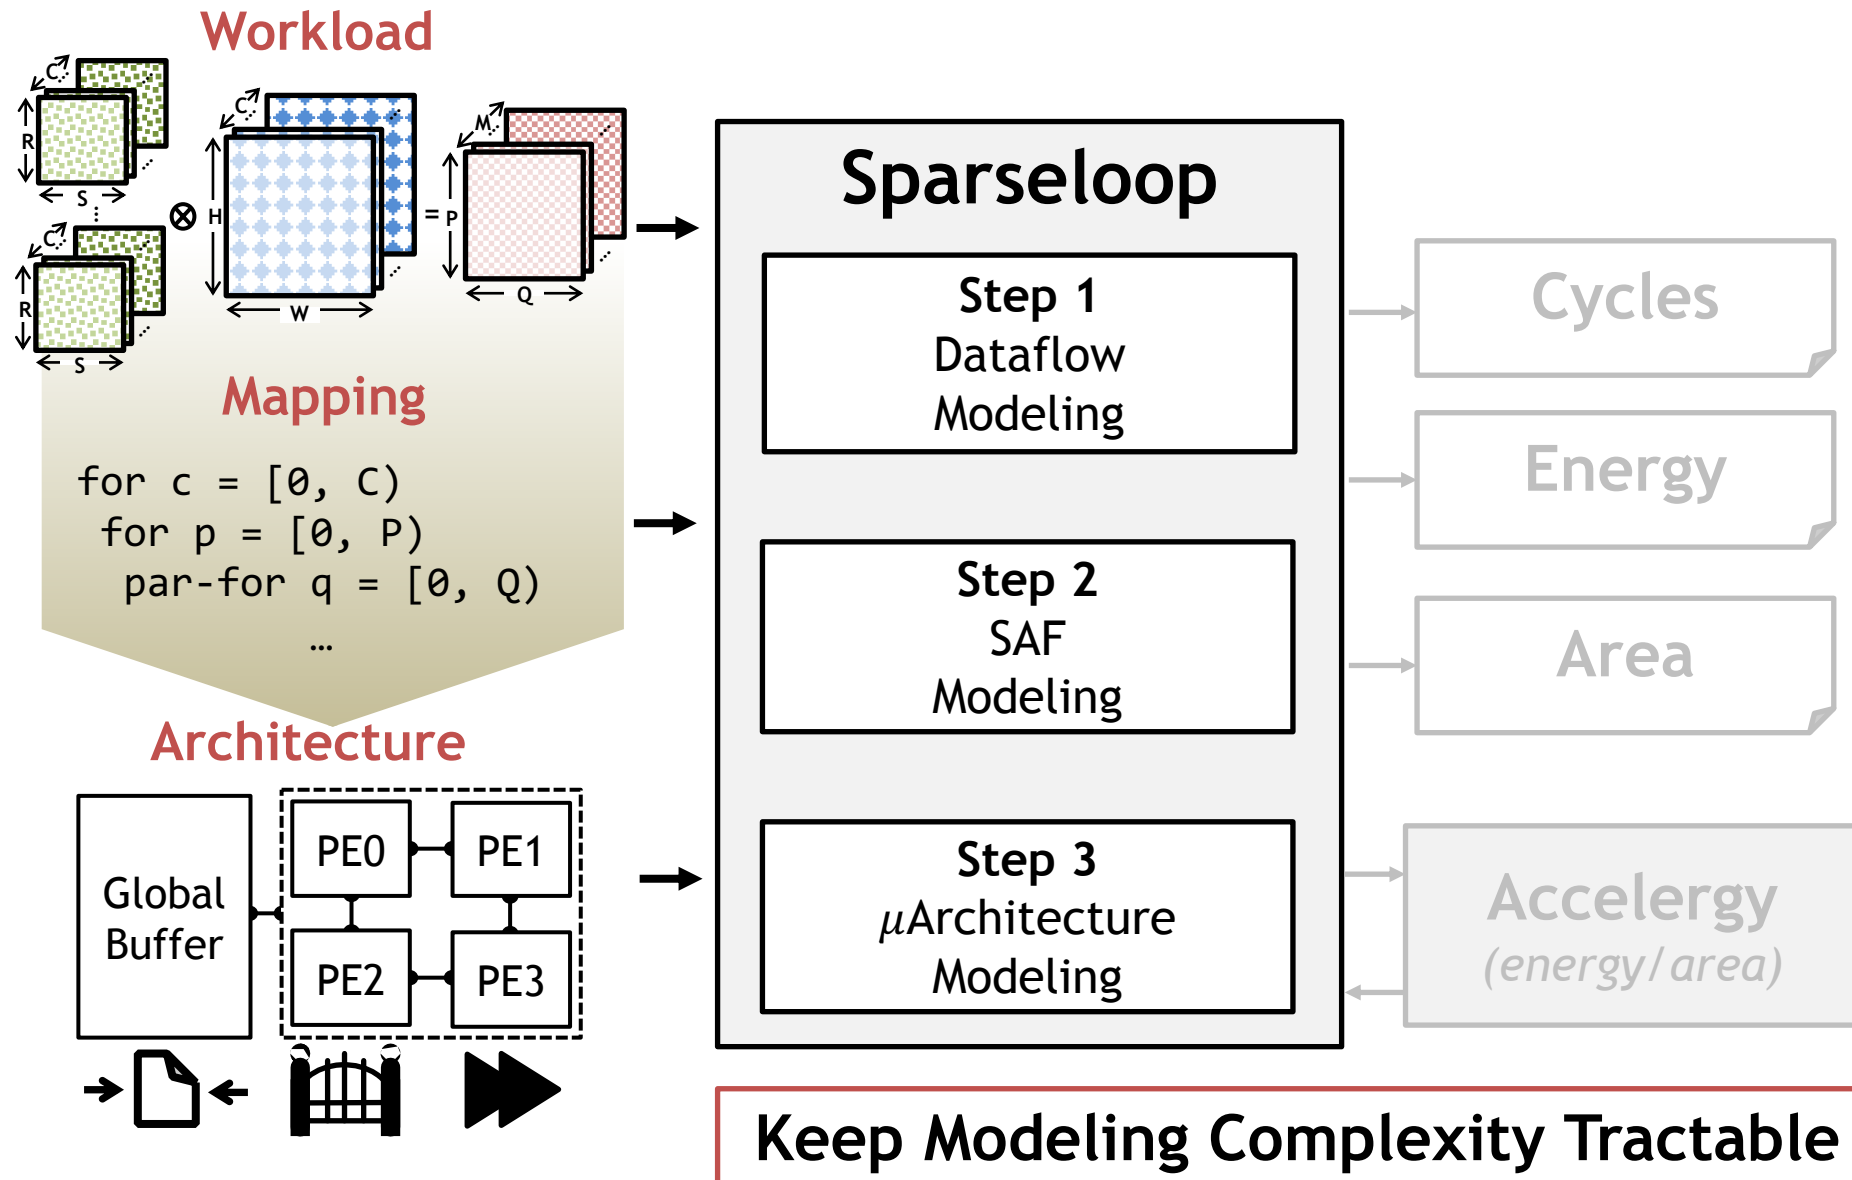 Workload
C
R
S
...
C
R
S
⊗
C
H
W
=
M
P
Q
Mapping
for c = [0, C)
for p = [0, P)
par-for q = [0, Q)
…
Architecture
Global
Buffer
PE0
PE1
PE2
PE3
Sparseloop
Step 1
Dataflow
Modeling
Step 2
SAF
Modeling
Step 3
μArchitecture
Modeling
Cycles
Energy
Area
Accelergy
(energy/area)
Keep Modeling Complexity Tractable